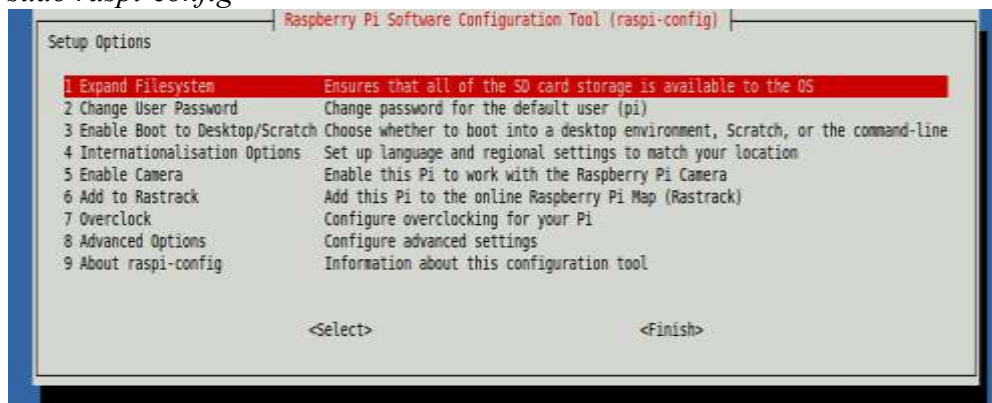 sudo raspi-config
Raspberry Pi Software Configuration Tool (raspi-config)
Setup Options
1 Expand Filesystem Ensures that all of the SD card storage is available to the OS
2 Change User Password Change password for the default user (pi)
3 Enable Boot to Desktop/Scratch Choose whether to boot into a desktop environment, Scratch, or the command-line
4 Internationalisation Options Set up language and regional settings to match your location
5 Enable Camera Enable this Pi to work with the Raspberry Pi Camera
6 Add to Rastrack Add this Pi to the online Raspberry Pi Map (Rastrack)
7 Overclock Configure overclocking for your Pi
8 Advanced Options Configure advanced settings
9 About raspi-config Information about this configuration tool
<Select> <Finish>